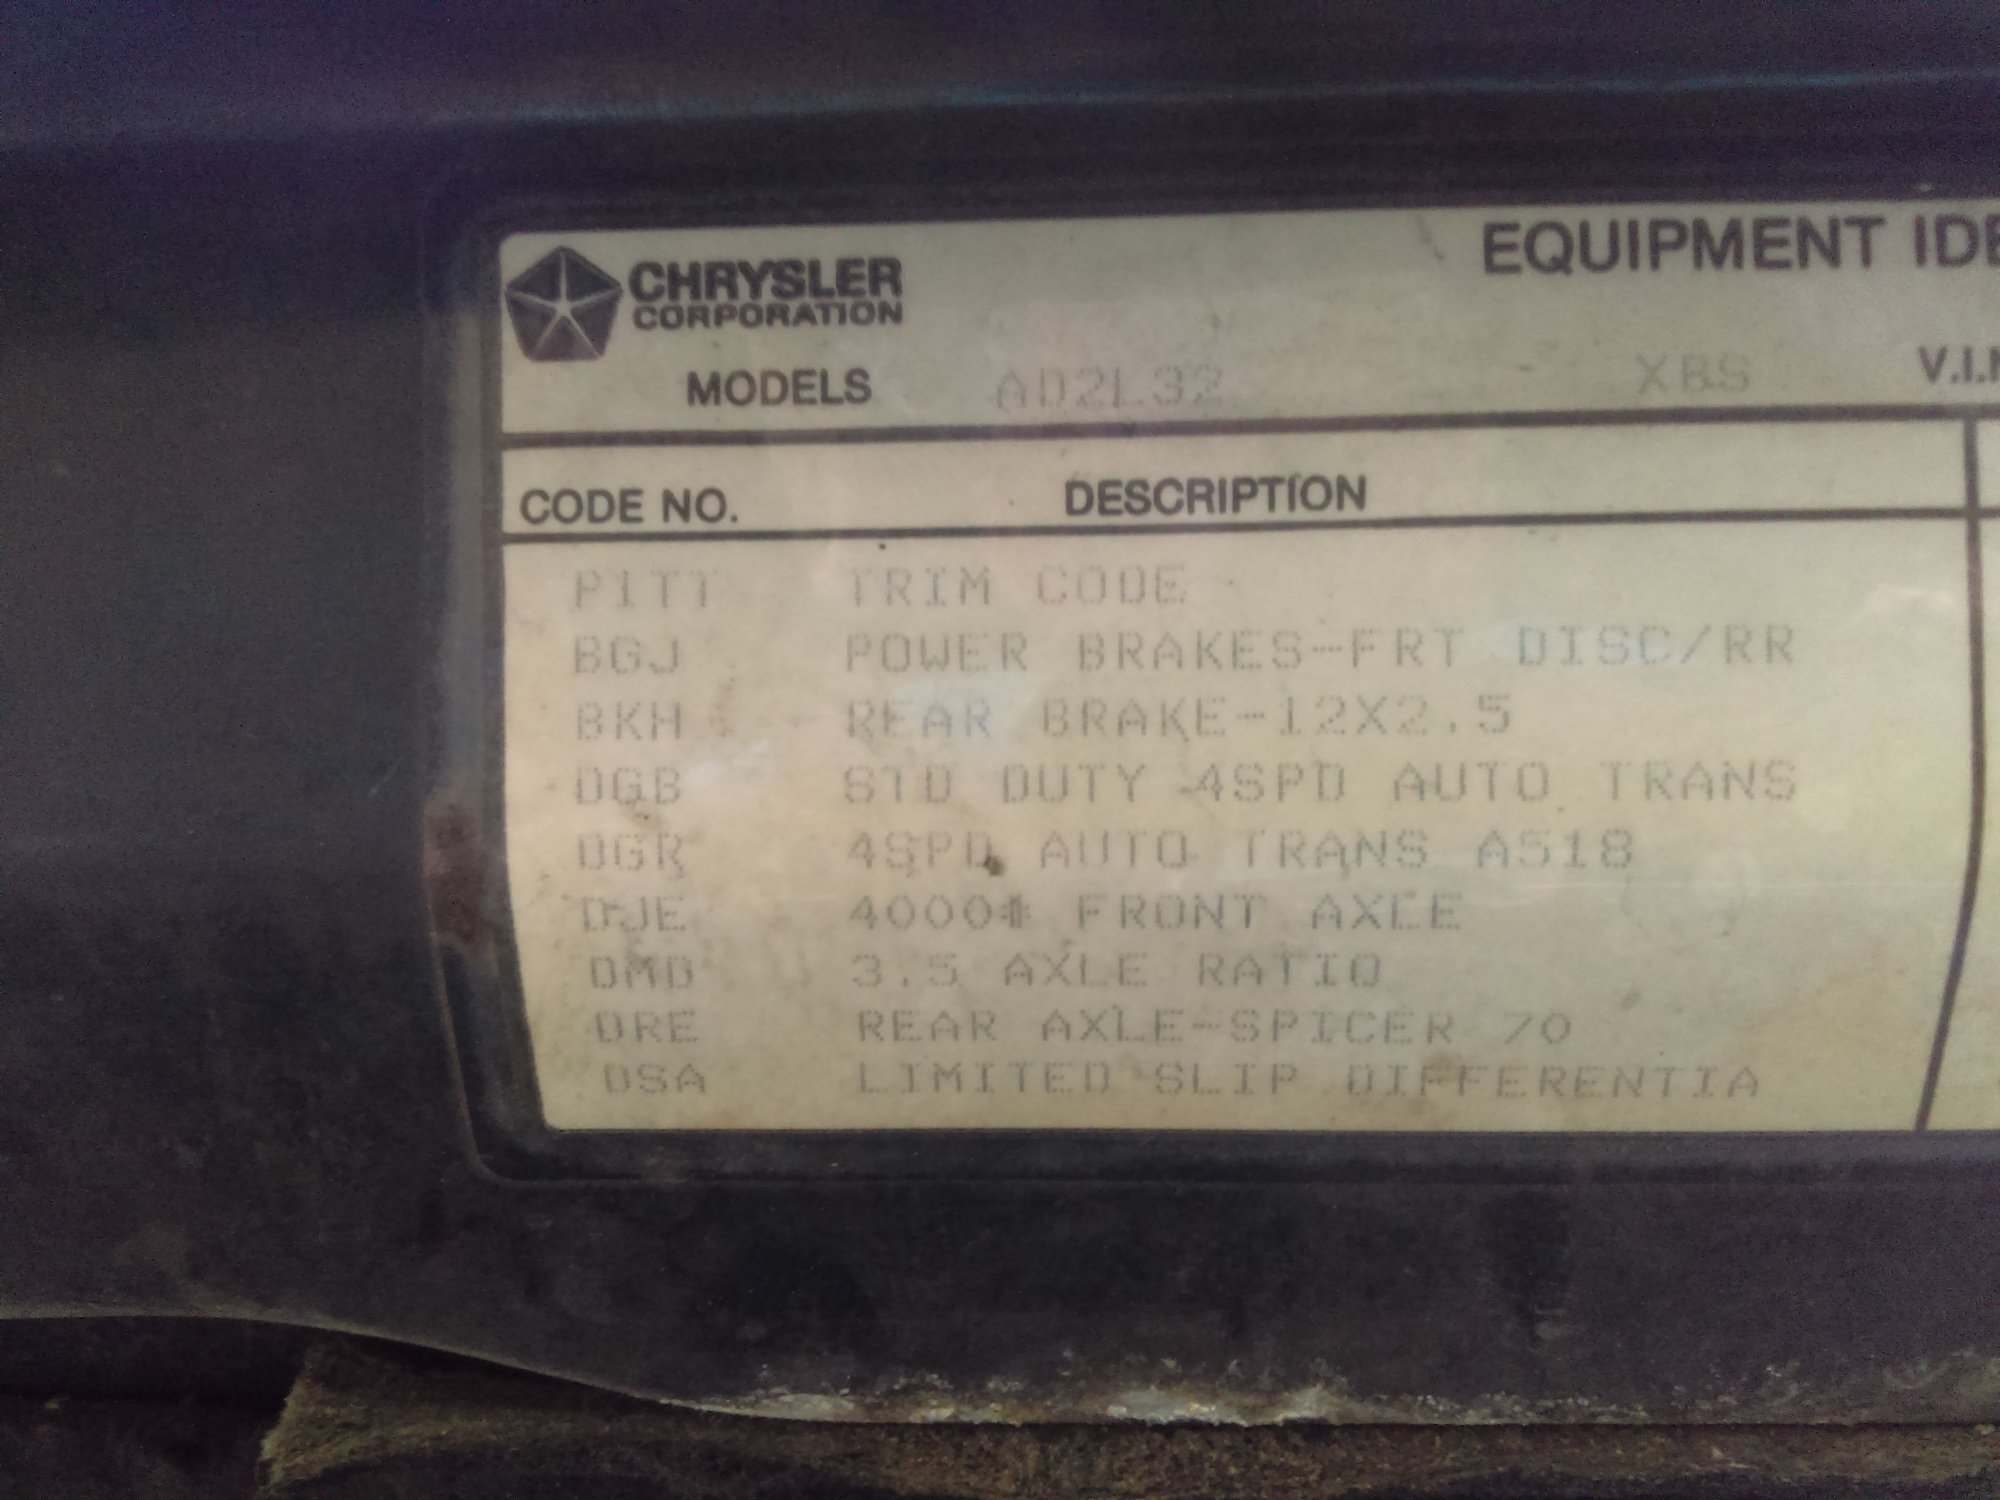 CHRYSLER
CORPORATION
EQUIPMENT IDE
MODELS AD2L32 XBS V.I.N
CODE NO. DESCRIPTION
P1TT TRIM CODE
BGJ POWER BRAKES-FRT DISC/RR
BKH REAR BRAKE-12X2.5
DGB STD DUTY 4SPD AUTO TRANS
DGR 4SPD AUTO TRANS A518
DJE 4000# FRONT AXLE
DMD 3.5 AXLE RATIO
DRE REAR AXLE-SPICER 70
DSA LIMITED SLIP DIFFERENTIA